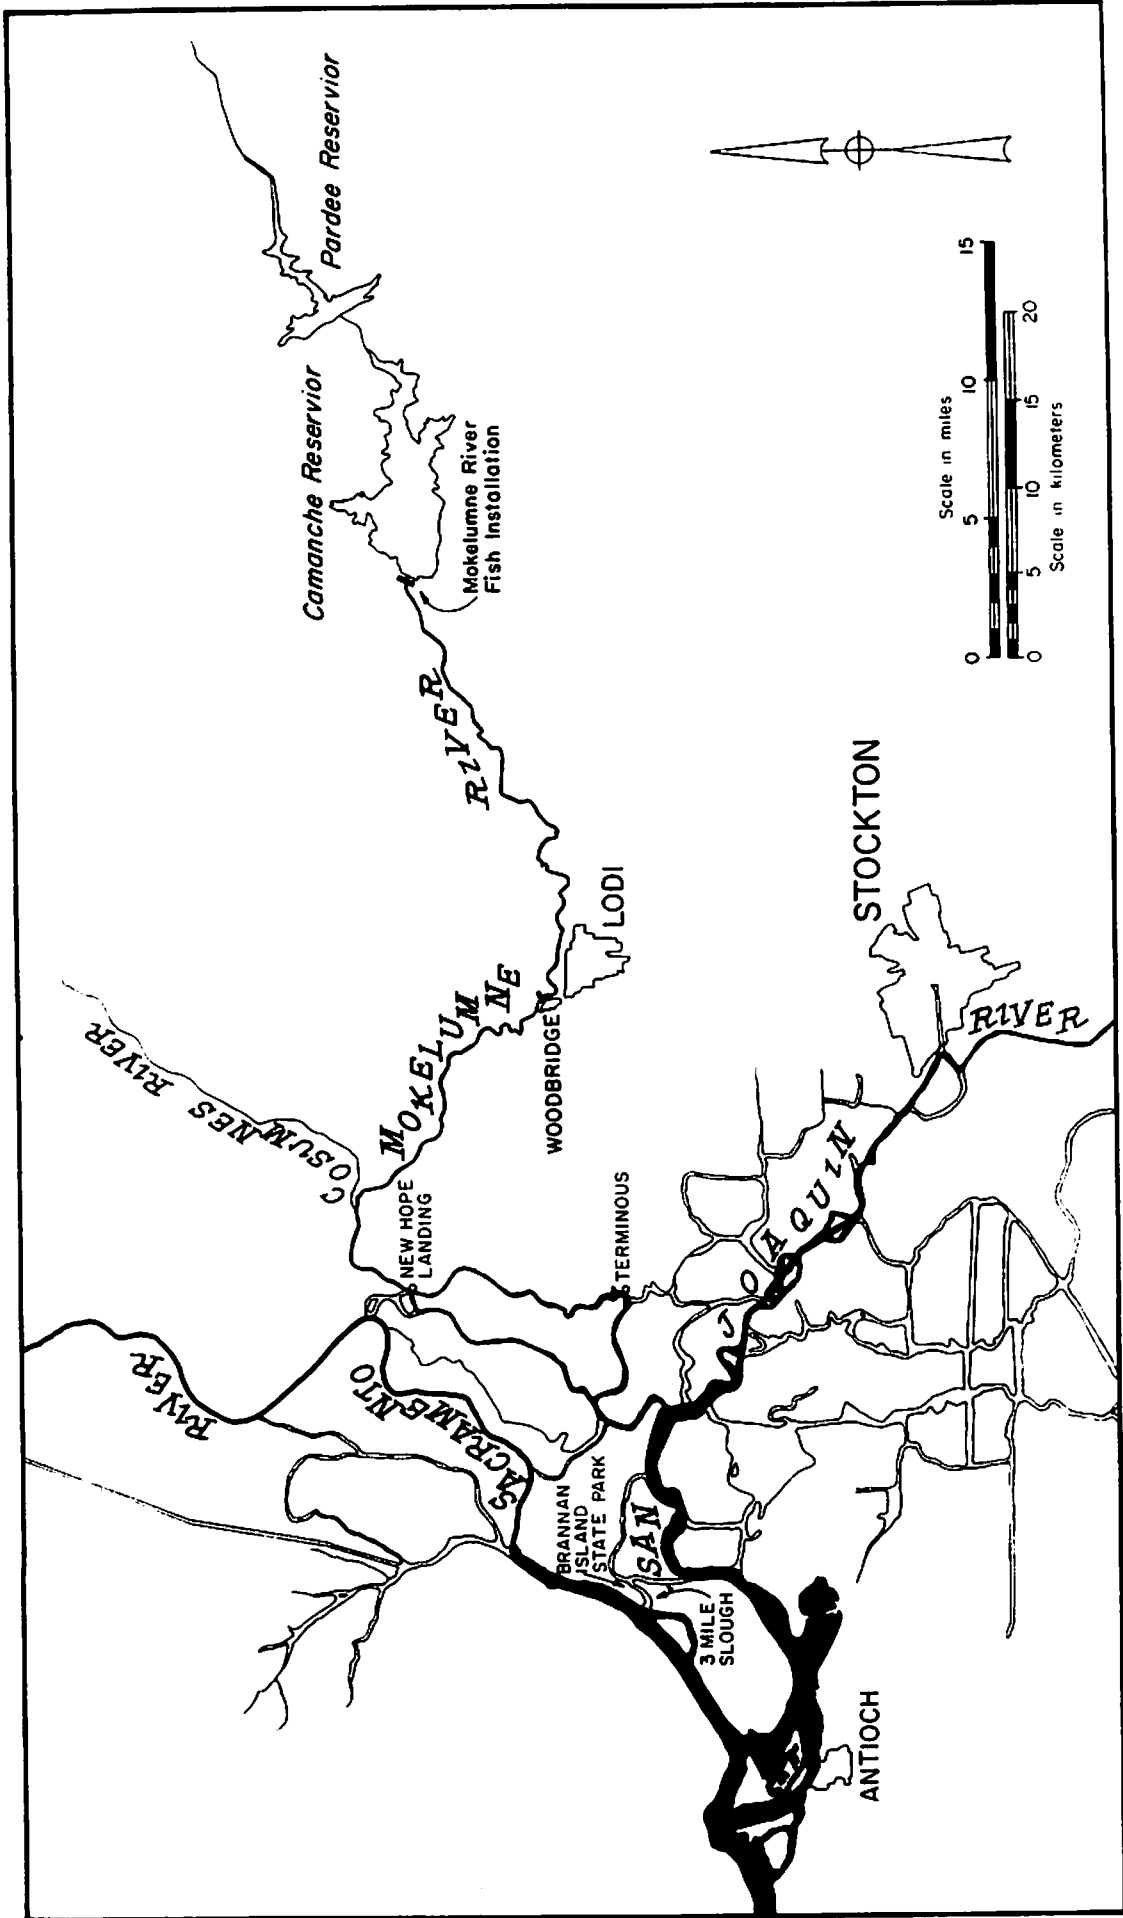 Pardee Reservior
Camanche Reservior
Mokelumne River
Fish Installation
COSUMNES RIVER
MOKELUMNE RIVER
WOODBRIDGE
LODI
NEW HOPE
LANDING
TERMINOUS
SACRAMENTO RIVER
BRANNAN
ISLAND
STATE PARK
3 MILE
SLOUGH
SAN JOAQUIN RIVER
STOCKTON
ANTIOCH
Scale in miles
0 5 10 15
0 5 10 15 20
Scale in kilometers